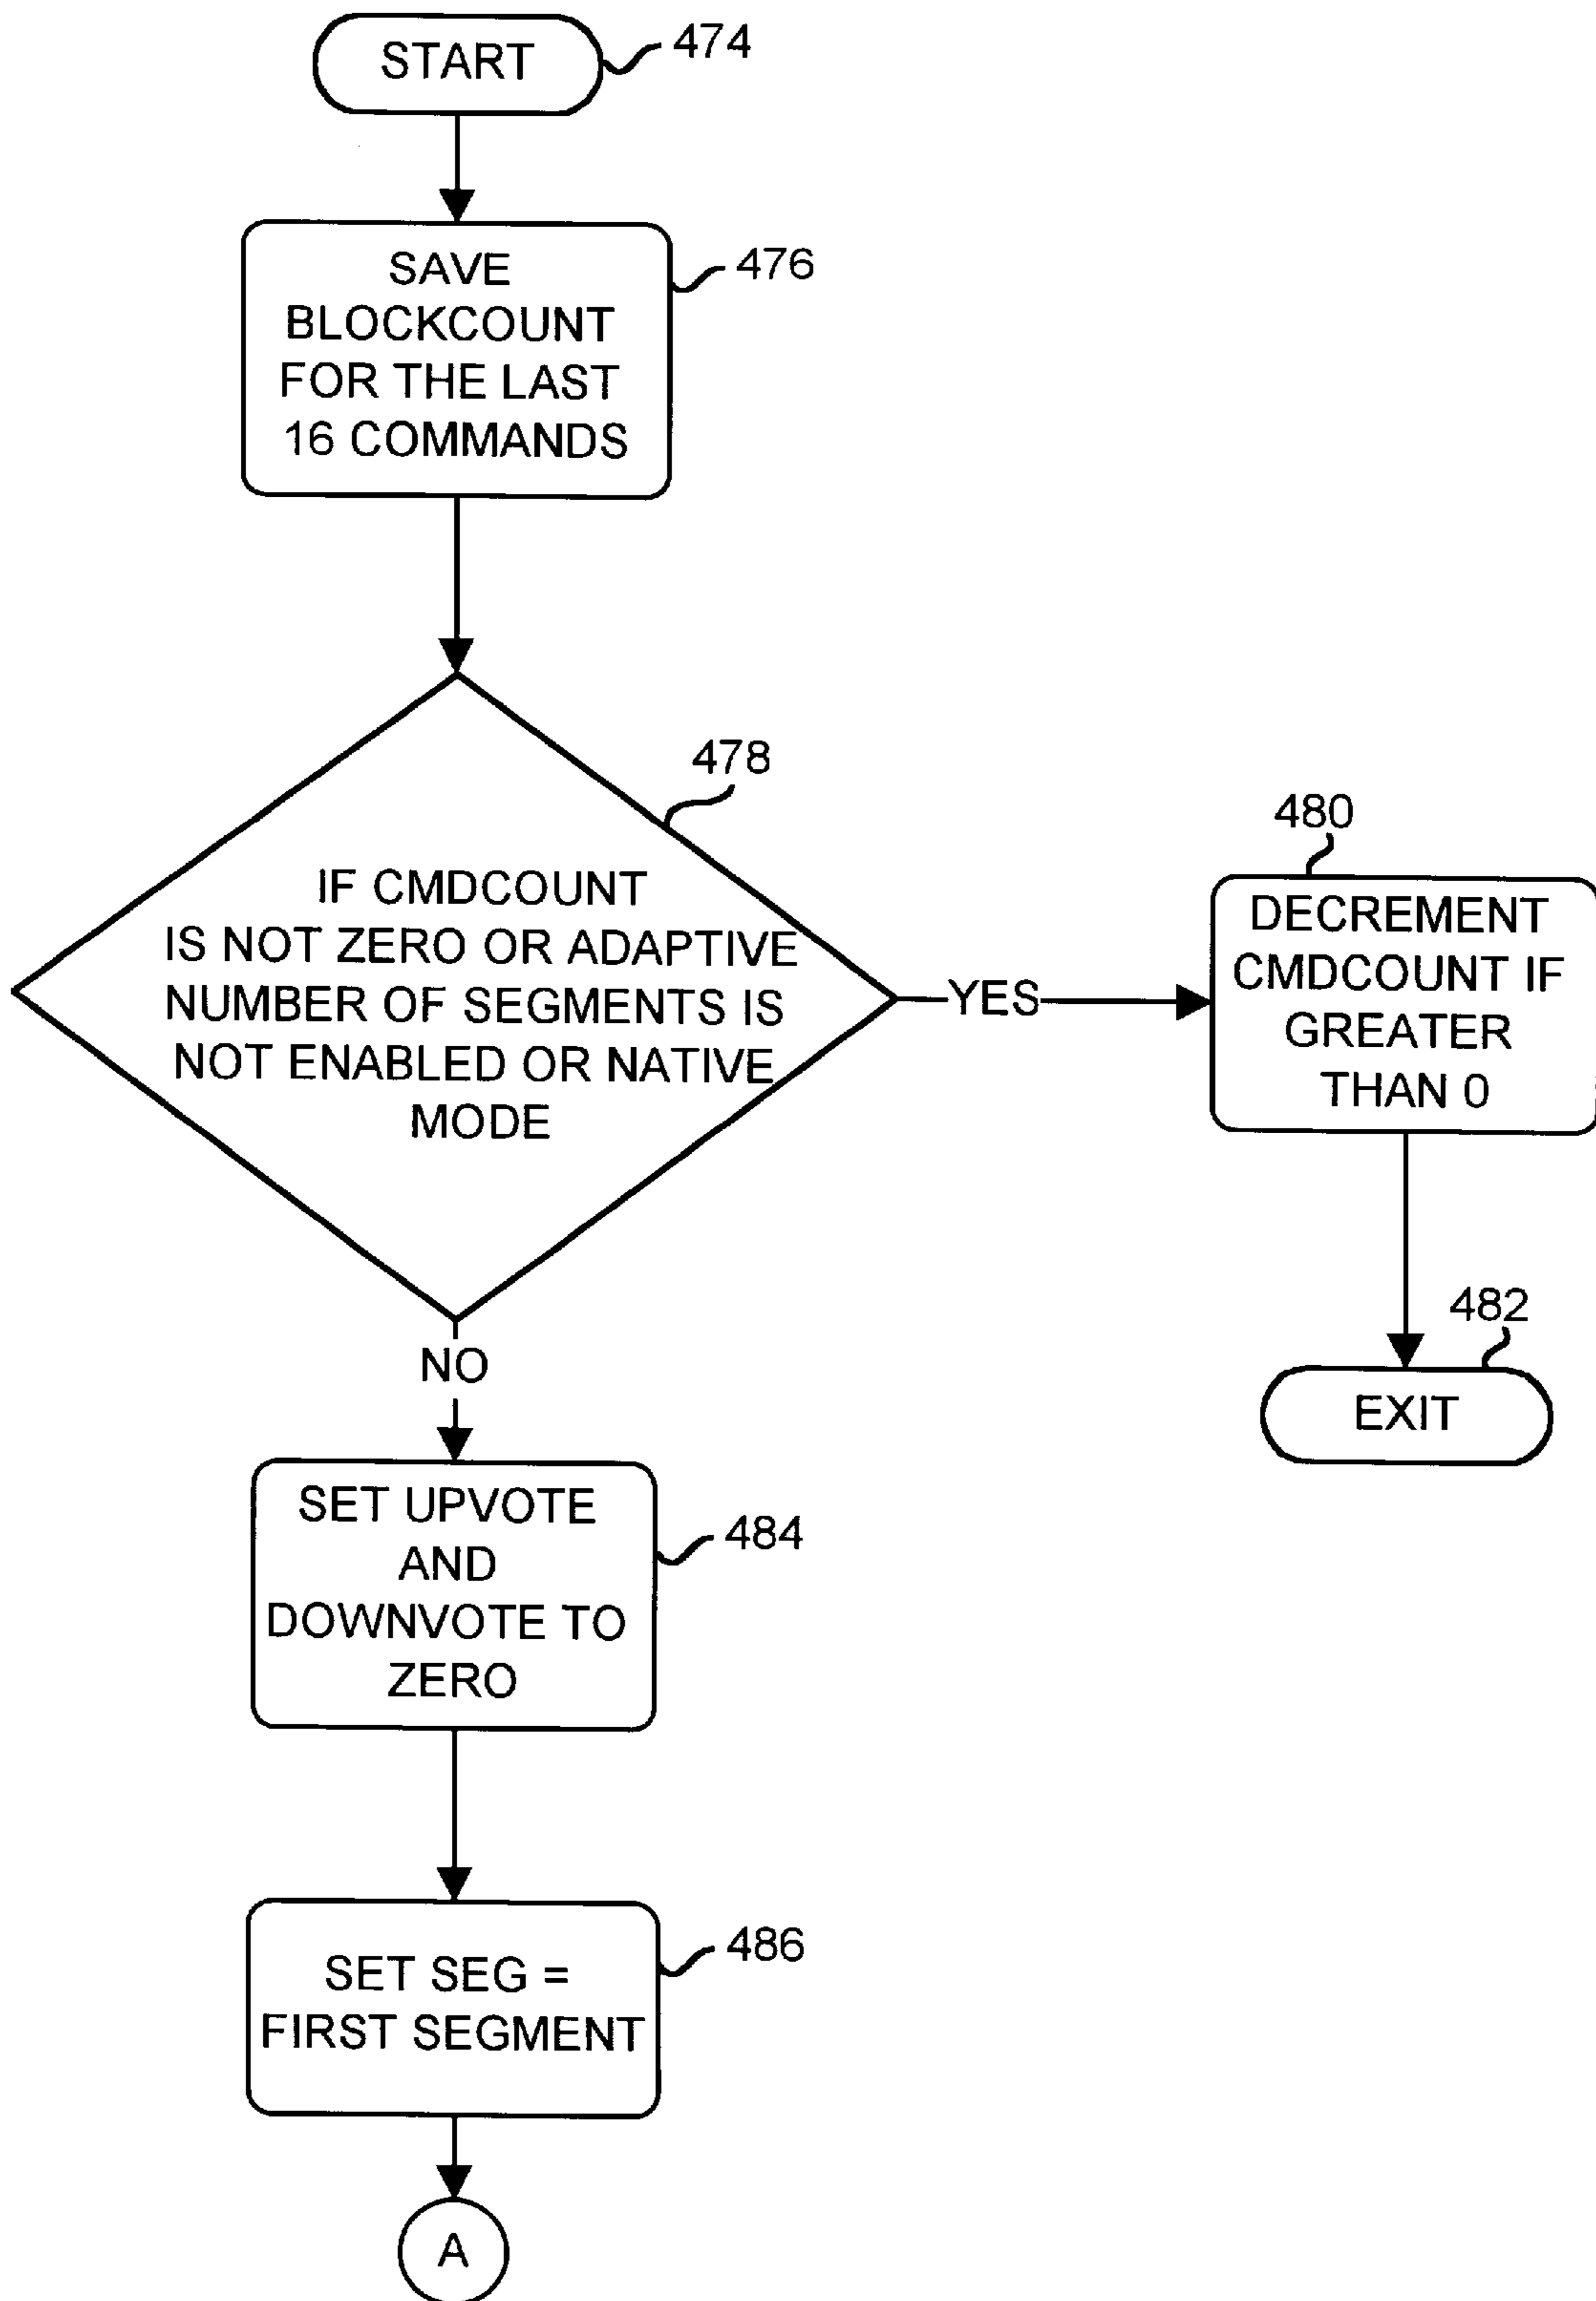 START
474
SAVE
BLOCKCOUNT
FOR THE LAST
16 COMMANDS
476
478
IF CMDCOUNT
IS NOT ZERO OR ADAPTIVE
NUMBER OF SEGMENTS IS
NOT ENABLED OR NATIVE
MODE
YES
480
DECREMENT
CMDCOUNT IF
GREATER
THAN 0
482
EXIT
NO
SET UPVOTE
AND
DOWNVOTE TO
ZERO
484
SET SEG =
FIRST SEGMENT
486
A